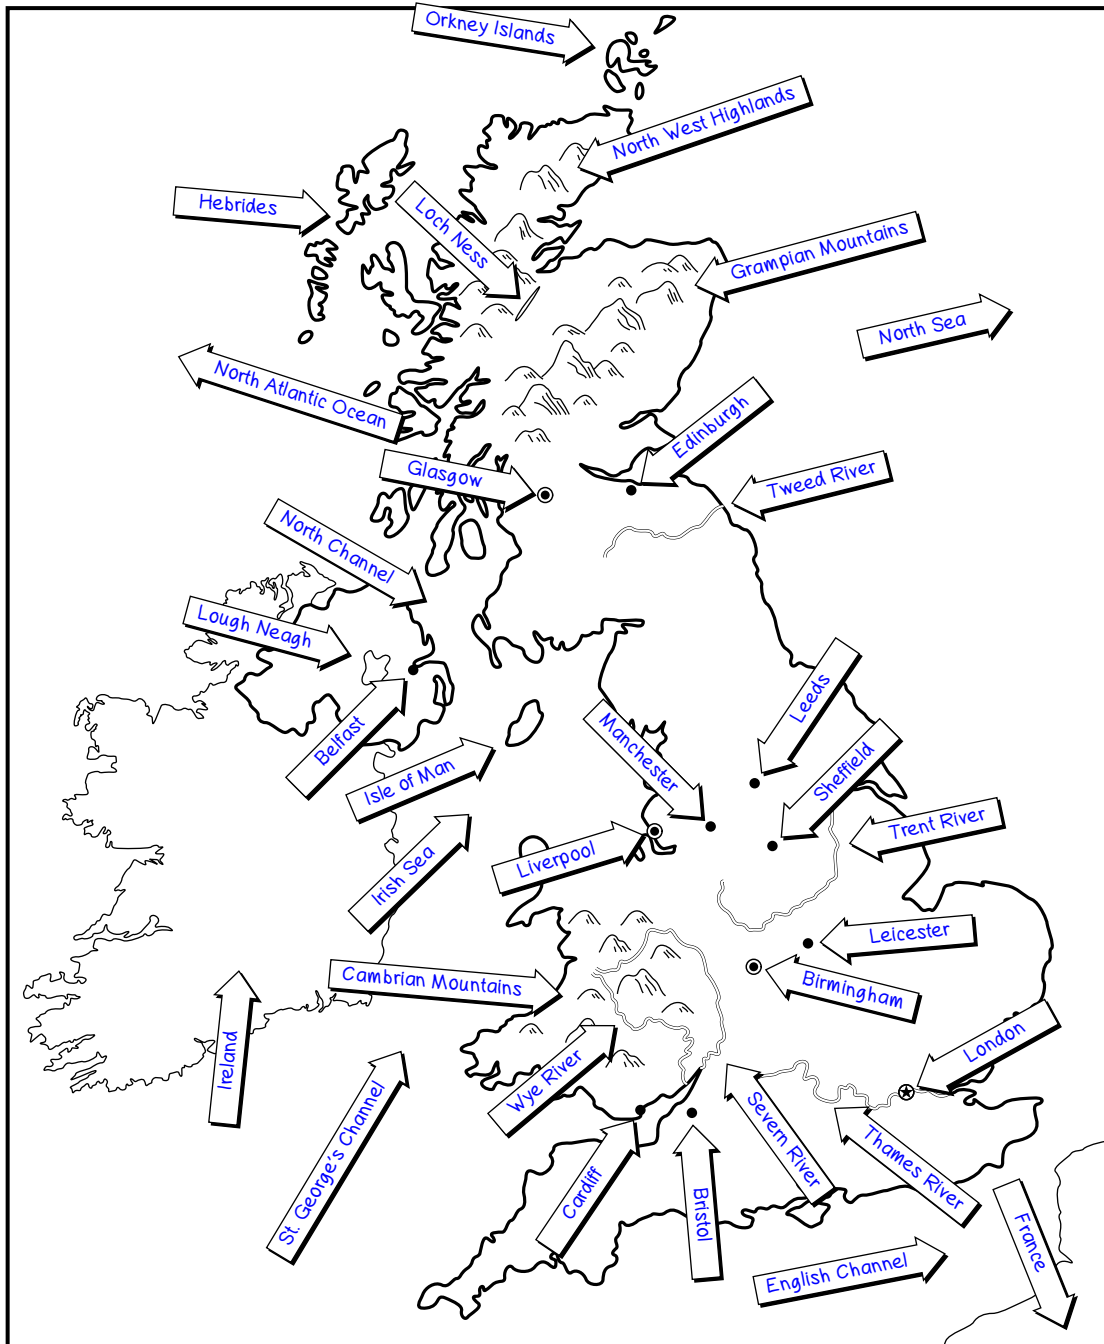 Orkney Islands
North West Highlands
Hebrides
Loch Ness
Grampian Mountains
North Sea
North Atlantic Ocean
Edinburgh
Glasgow
Tweed River
North Channel
Lough Neagh
Leeds
Belfast
Isle of Man
Manchester
Sheffield
Trent River
Liverpool
Irish Sea
Leicester
Cambrian Mountains
Birmingham
London
Ireland
Wye River
St. George's Channel
Severn River
Thames River
Cardiff
Bristol
France
English Channel